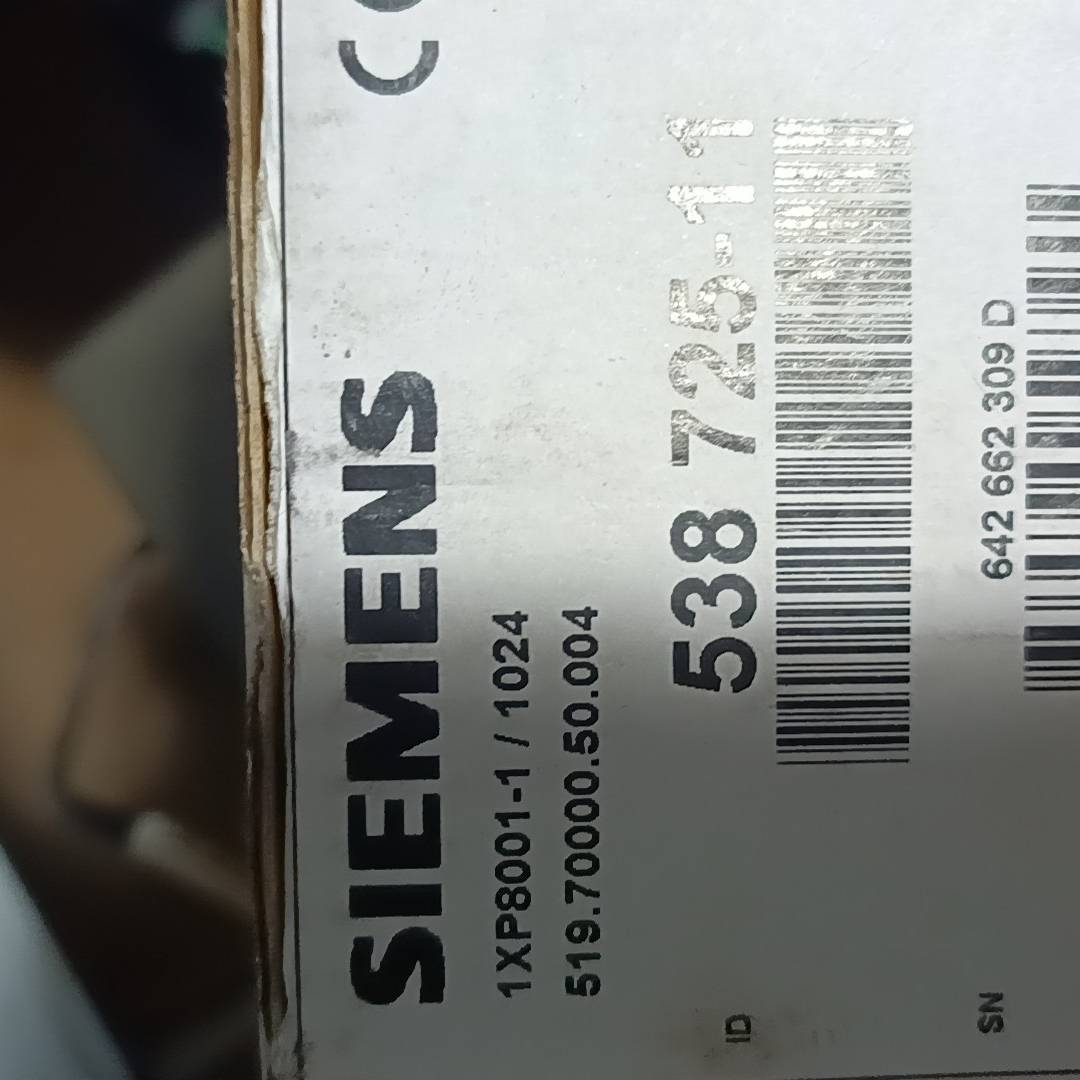 SIEMENS
1XP8001-1 / 1024
519.70000.50.004
ID 538 725-11
SN 642 662 309 D